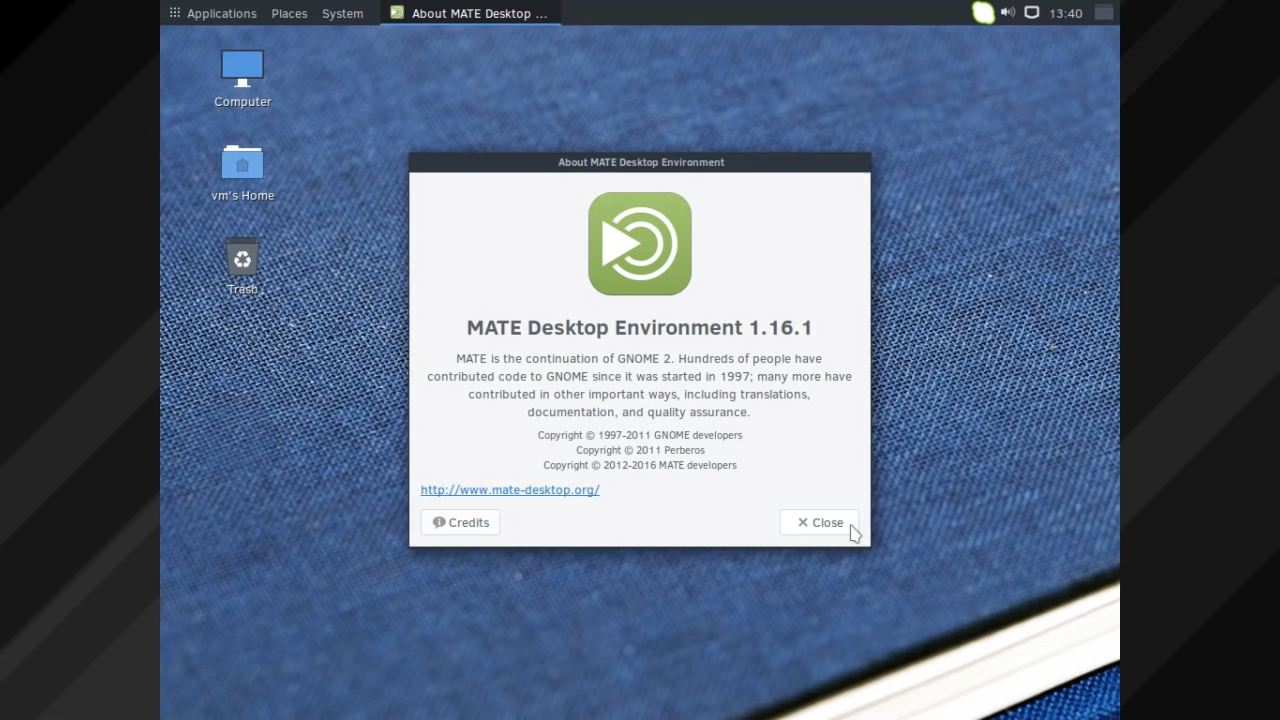 Applications Places System About MATE Desktop ... 13:40
Computer
vm's Home
Trash
About MATE Desktop Environment
MATE Desktop Environment 1.16.1
MATE is the continuation of GNOME 2. Hundreds of people have
contributed code to GNOME since it was started in 1997; many more have
contributed in other important ways, including translations,
documentation, and quality assurance.
Copyright © 1997-2011 GNOME developers
Copyright © 2011 Perberos
Copyright © 2012-2016 MATE developers
http://www.mate-desktop.org/
Credits Close